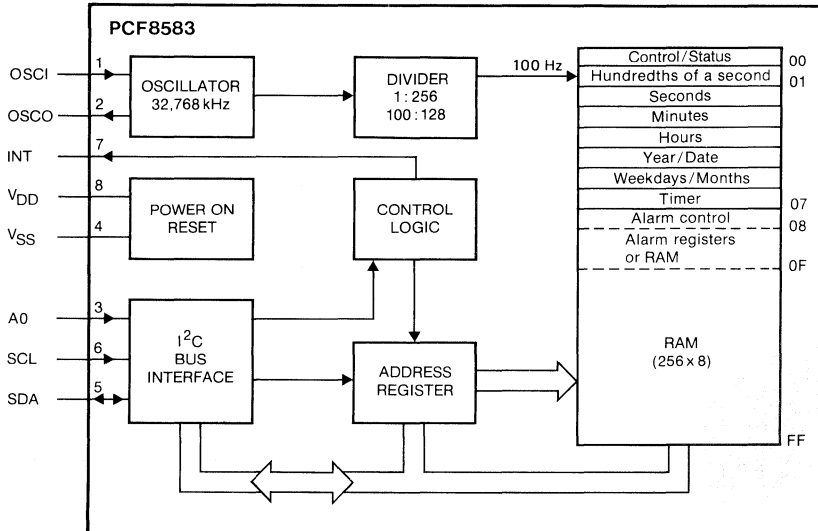 PCF8583
OSCI
1
OSCILLATOR
32,768 kHz
OSCO
2
DIVIDER
1 : 256
100 : 128
100 Hz
INT
7
VDD
8
VSS
4
POWER ON
RESET
CONTROL
LOGIC
A0
3
SCL
6
SDA
5
I²C
BUS
INTERFACE
ADDRESS
REGISTER
Control/Status
00
Hundredths of a second
01
Seconds
Minutes
Hours
Year/Date
Weekdays/Months
Timer
07
Alarm control
08
Alarm registers
or RAM
0F
RAM
(256 x 8)
FF